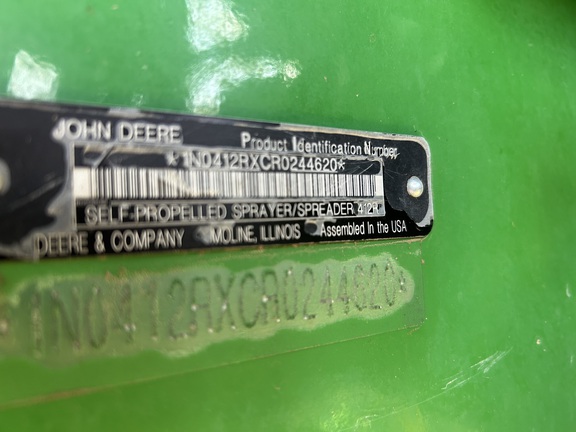 JOHN DEERE
Product Identification Number
*1N0412RXCR0244620*
SELF-PROPELLED SPRAYER/SPREADER 412R
DEERE & COMPANY MOLINE, ILLINOIS Assembled in the USA
*1N0412RXCR0244620*